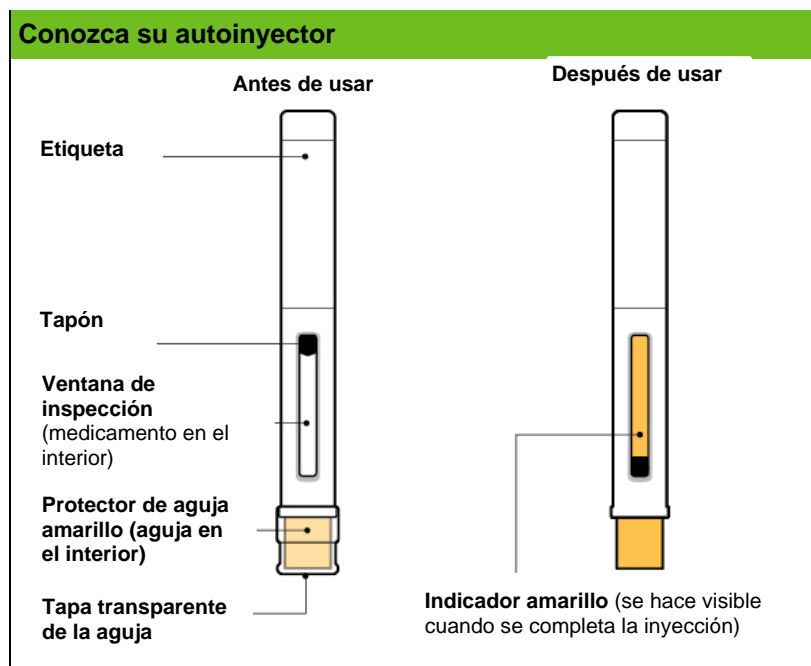 Conozca su autoinyector
Antes de usar
Después de usar
Etiqueta
Tapón
Ventana de
inspección
(medicamento en el
interior)
Protector de aguja
amarillo (aguja en
el interior)
Tapa transparente
de la aguja
Indicador amarillo (se hace visible
cuando se completa la inyección)